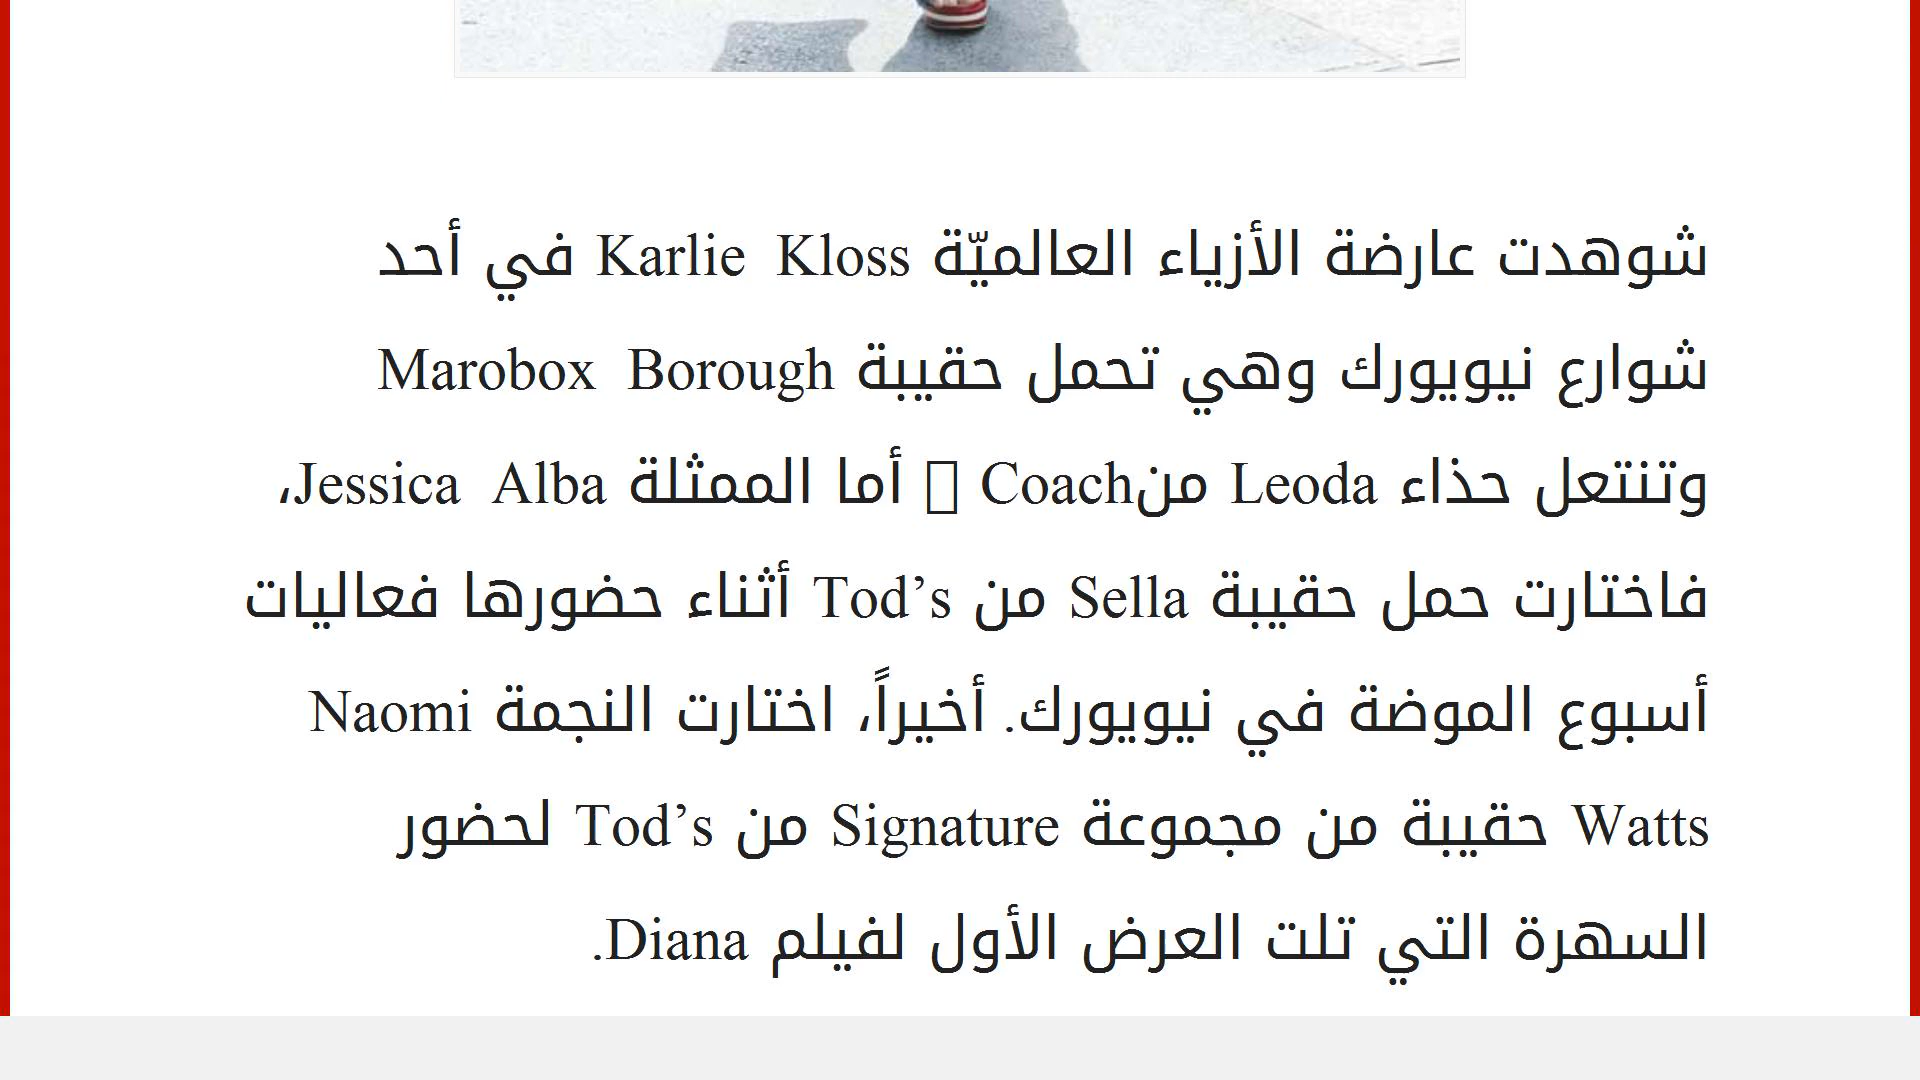 شوهدت عارضة الأزياء العالميّة Karlie Kloss في أحد
شوارع نيويورك وهي تحمل حقيبة Marobox Borough
وتنتعل حذاء Leoda منCoach ▯ أما الممثلة Jessica Alba،
فاختارت حمل حقيبة Sella من Tod’s أثناء حضورها فعاليات
أسبوع الموضة في نيويورك. أخيراً، اختارت النجمة Naomi
Watts حقيبة من مجموعة Signature من Tod’s لحضور
السهرة التي تلت العرض الأول لفيلم Diana.